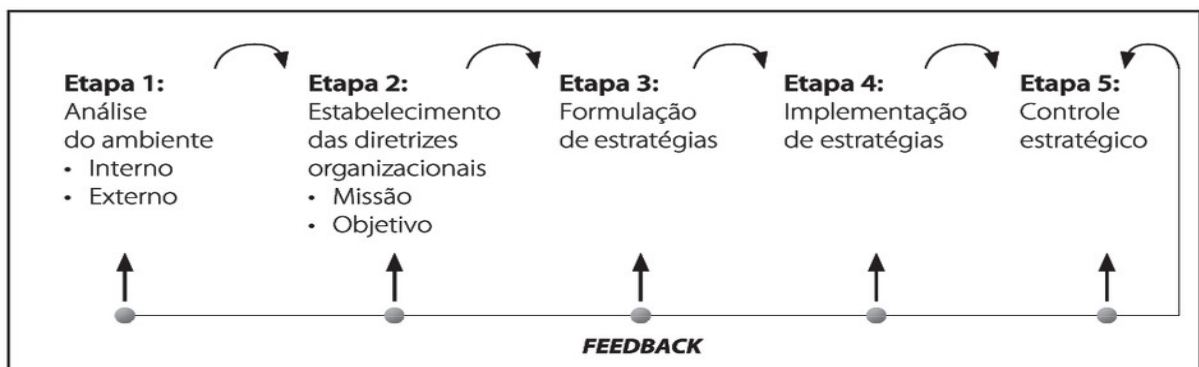 Etapa 1:
Análise
do ambiente
• Interno
• Externo
Etapa 2:
Estabelecimento
das diretrizes
organizacionais
• Missão
• Objetivo
Etapa 3:
Formulação
de estratégias
Etapa 4:
Implementação
de estratégias
Etapa 5:
Controle
estratégico
FEEDBACK